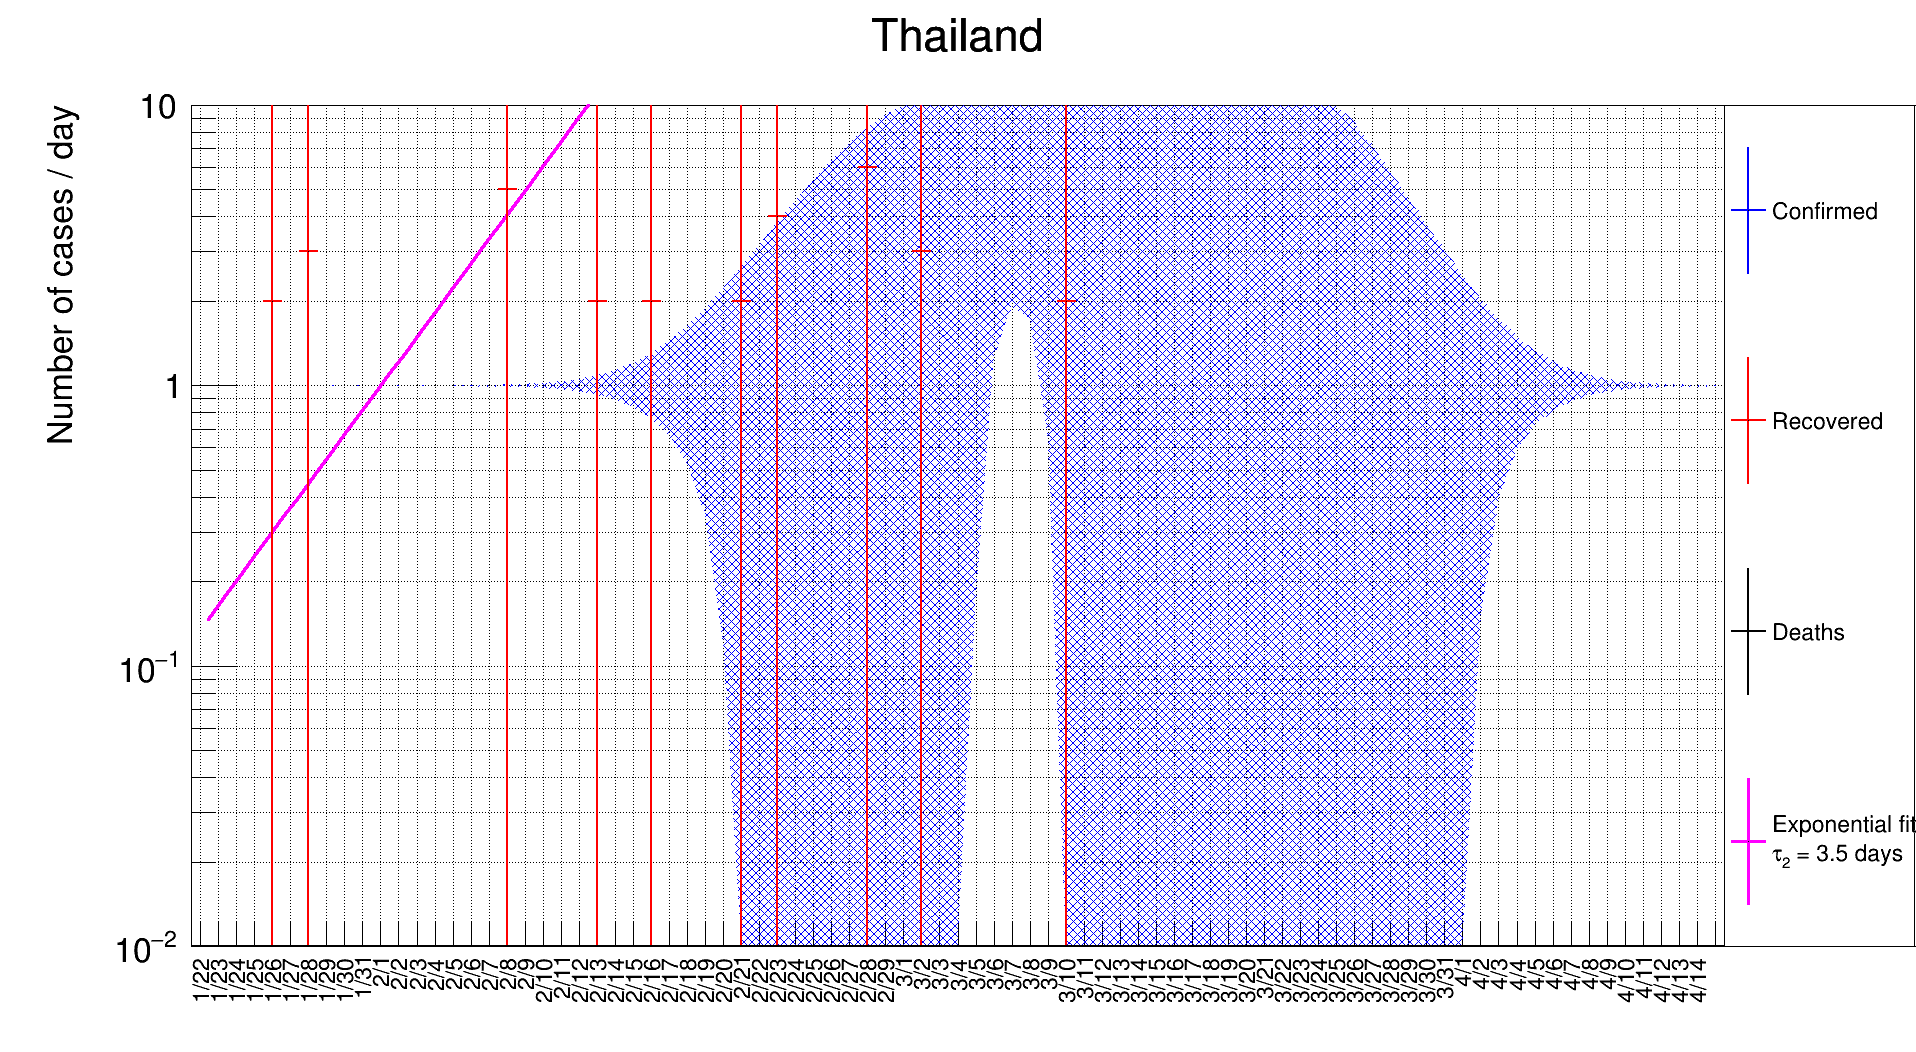 Thailand
Number of cases / day
10
1
10⁻¹
10⁻²
1/22 1/23 1/24 1/25 1/26 1/27 1/28 1/29 1/30 1/31 2/1 2/2 2/3 2/4 2/5 2/6 2/7 2/8 2/9 2/10 2/11 2/12 2/13 2/14 2/15 2/16 2/17 2/18 2/19 2/20 2/21 2/22 2/23 2/24 2/25 2/26 2/27 2/28 2/29 3/1 3/2 3/3 3/4 3/5 3/6 3/7 3/8 3/9 3/10 3/11 3/12 3/13 3/14 3/15 3/16 3/17 3/18 3/19 3/20 3/21 3/22 3/23 3/24 3/25 3/26 3/27 3/28 3/29 3/30 3/31 4/1 4/2 4/3 4/4 4/5 4/6 4/7 4/8 4/9 4/10 4/11 4/12 4/13 4/14
Confirmed
Recovered
Deaths
Exponential fit
τ₂ = 3.5 days